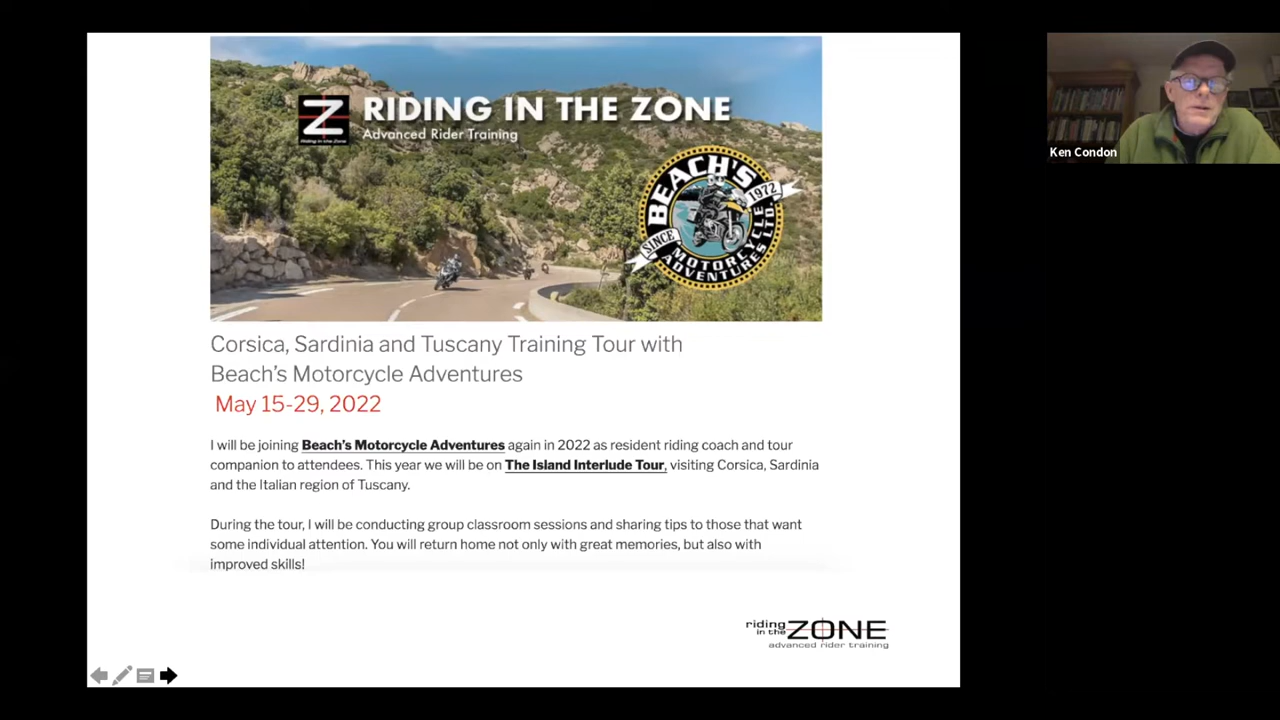 RIDING IN THE ZONE
Advanced Rider Training
Z
Riding in the Zone
BEACH'S
SINCE
1972
MOTORCYCLE
ADVENTURES LTD.
Ken Condon
Corsica, Sardinia and Tuscany Training Tour with
Beach's Motorcycle Adventures
May 15-29, 2022
I will be joining Beach's Motorcycle Adventures again in 2022 as resident riding coach and tour
companion to attendees. This year we will be on The Island Interlude Tour, visiting Corsica, Sardinia
and the Italian region of Tuscany.
During the tour, I will be conducting group classroom sessions and sharing tips to those that want
some individual attention. You will return home not only with great memories, but also with
improved skills!
riding
in the ZONE
advanced rider training